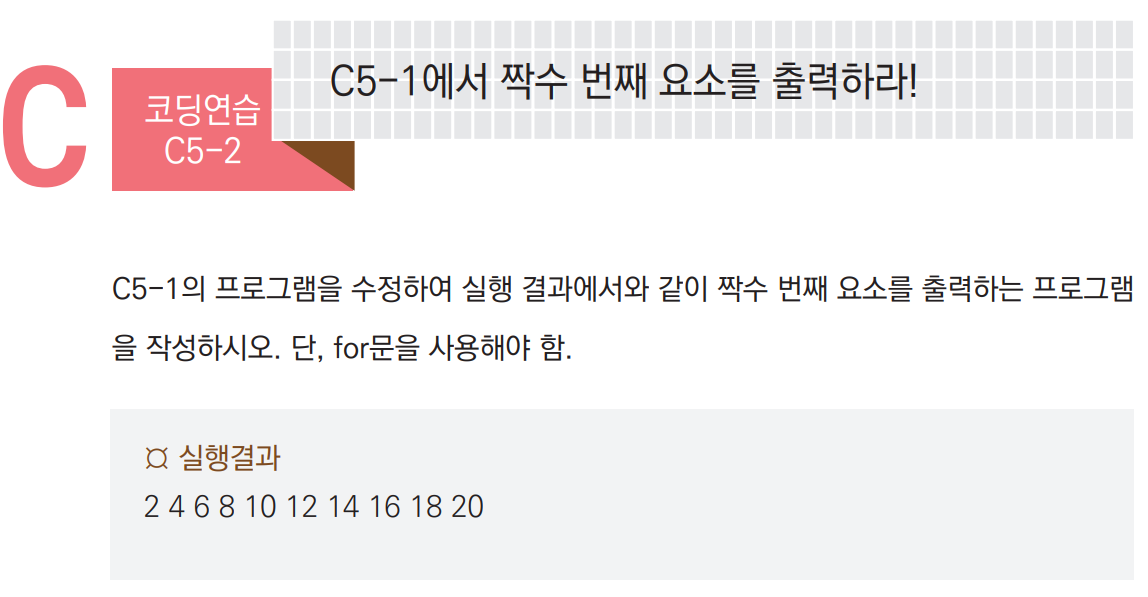 C
코딩연습
C5-2
C5-1에서 짝수 번째 요소를 출력하라!
C5-1의 프로그램을 수정하여 실행 결과에서와 같이 짝수 번째 요소를 출력하는 프로그램
을 작성하시오. 단, for문을 사용해야 함.
¤ 실행결과
2 4 6 8 10 12 14 16 18 20